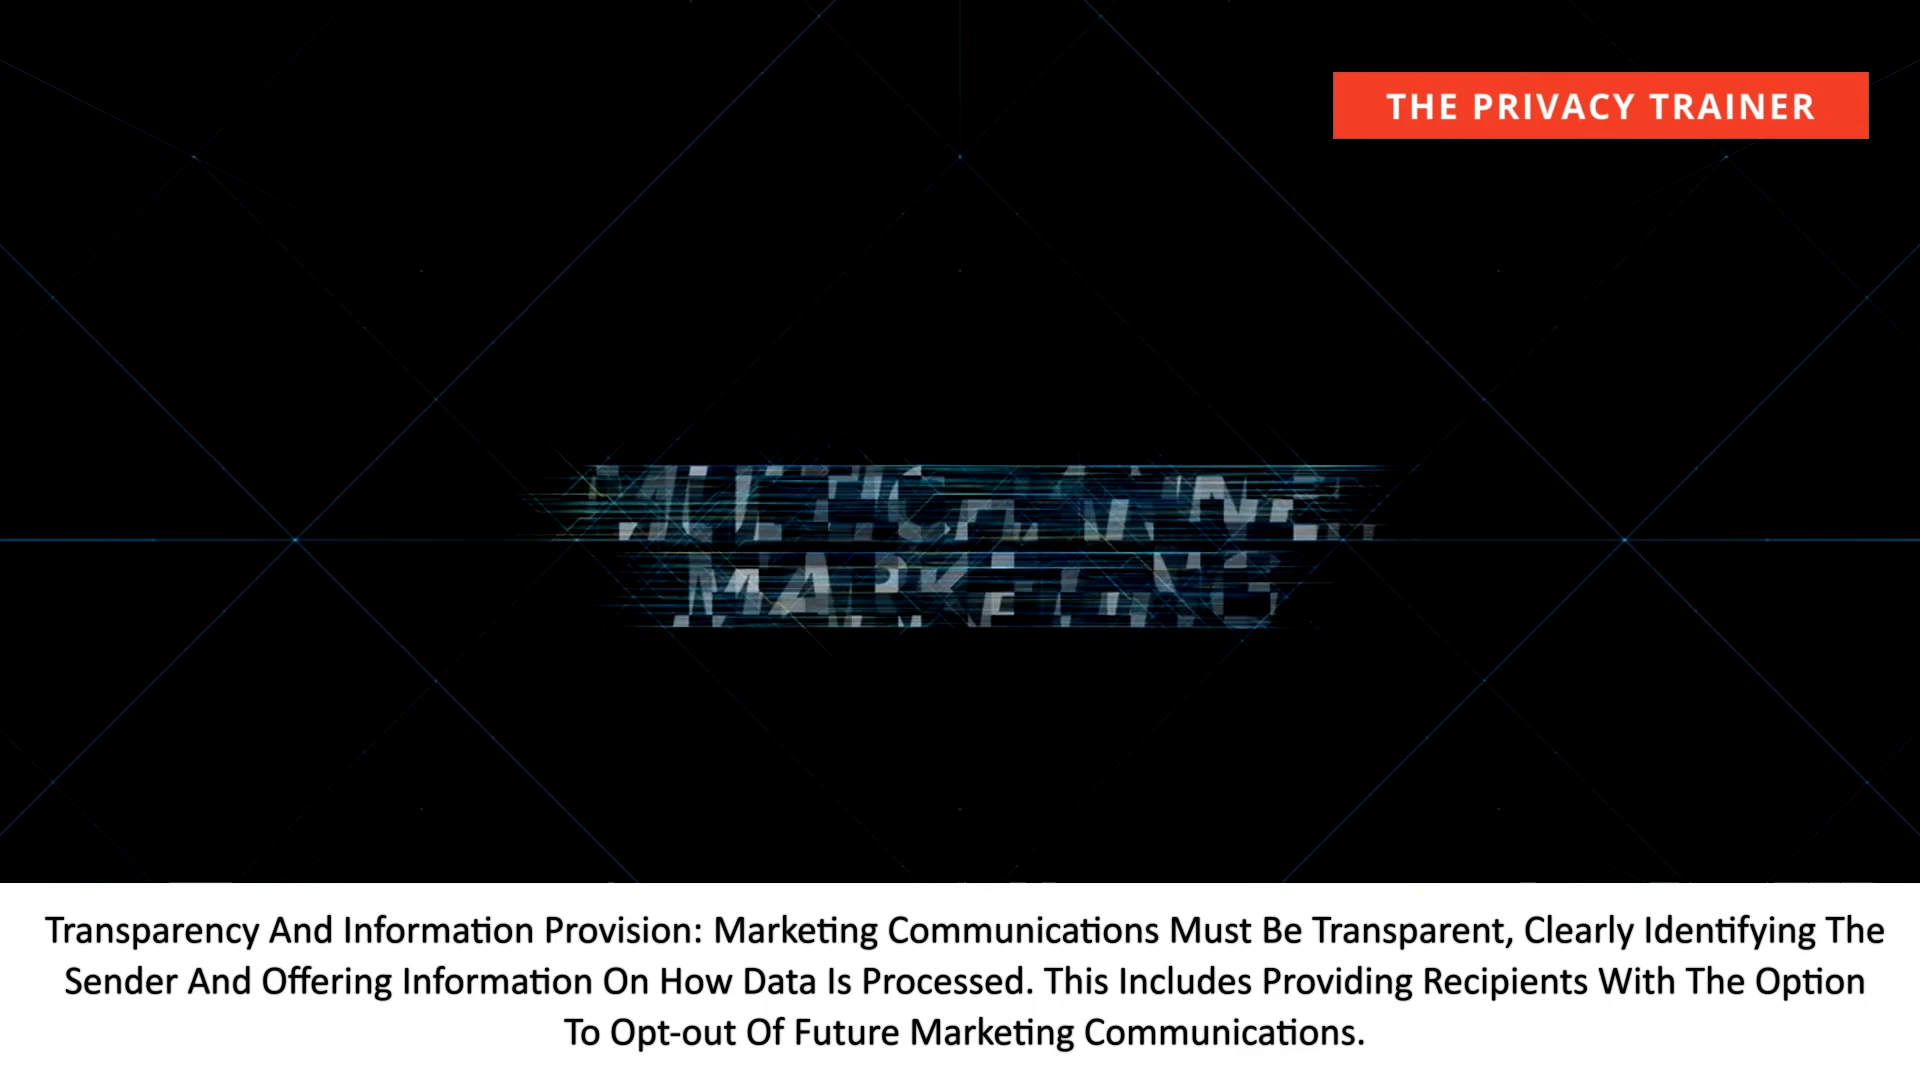 THE PRIVACY TRAINER
MULTICHANNEL
MARKETING
Transparency And Information Provision: Marketing Communications Must Be Transparent, Clearly Identifying The
Sender And Offering Information On How Data Is Processed. This Includes Providing Recipients With The Option
To Opt-out Of Future Marketing Communications.